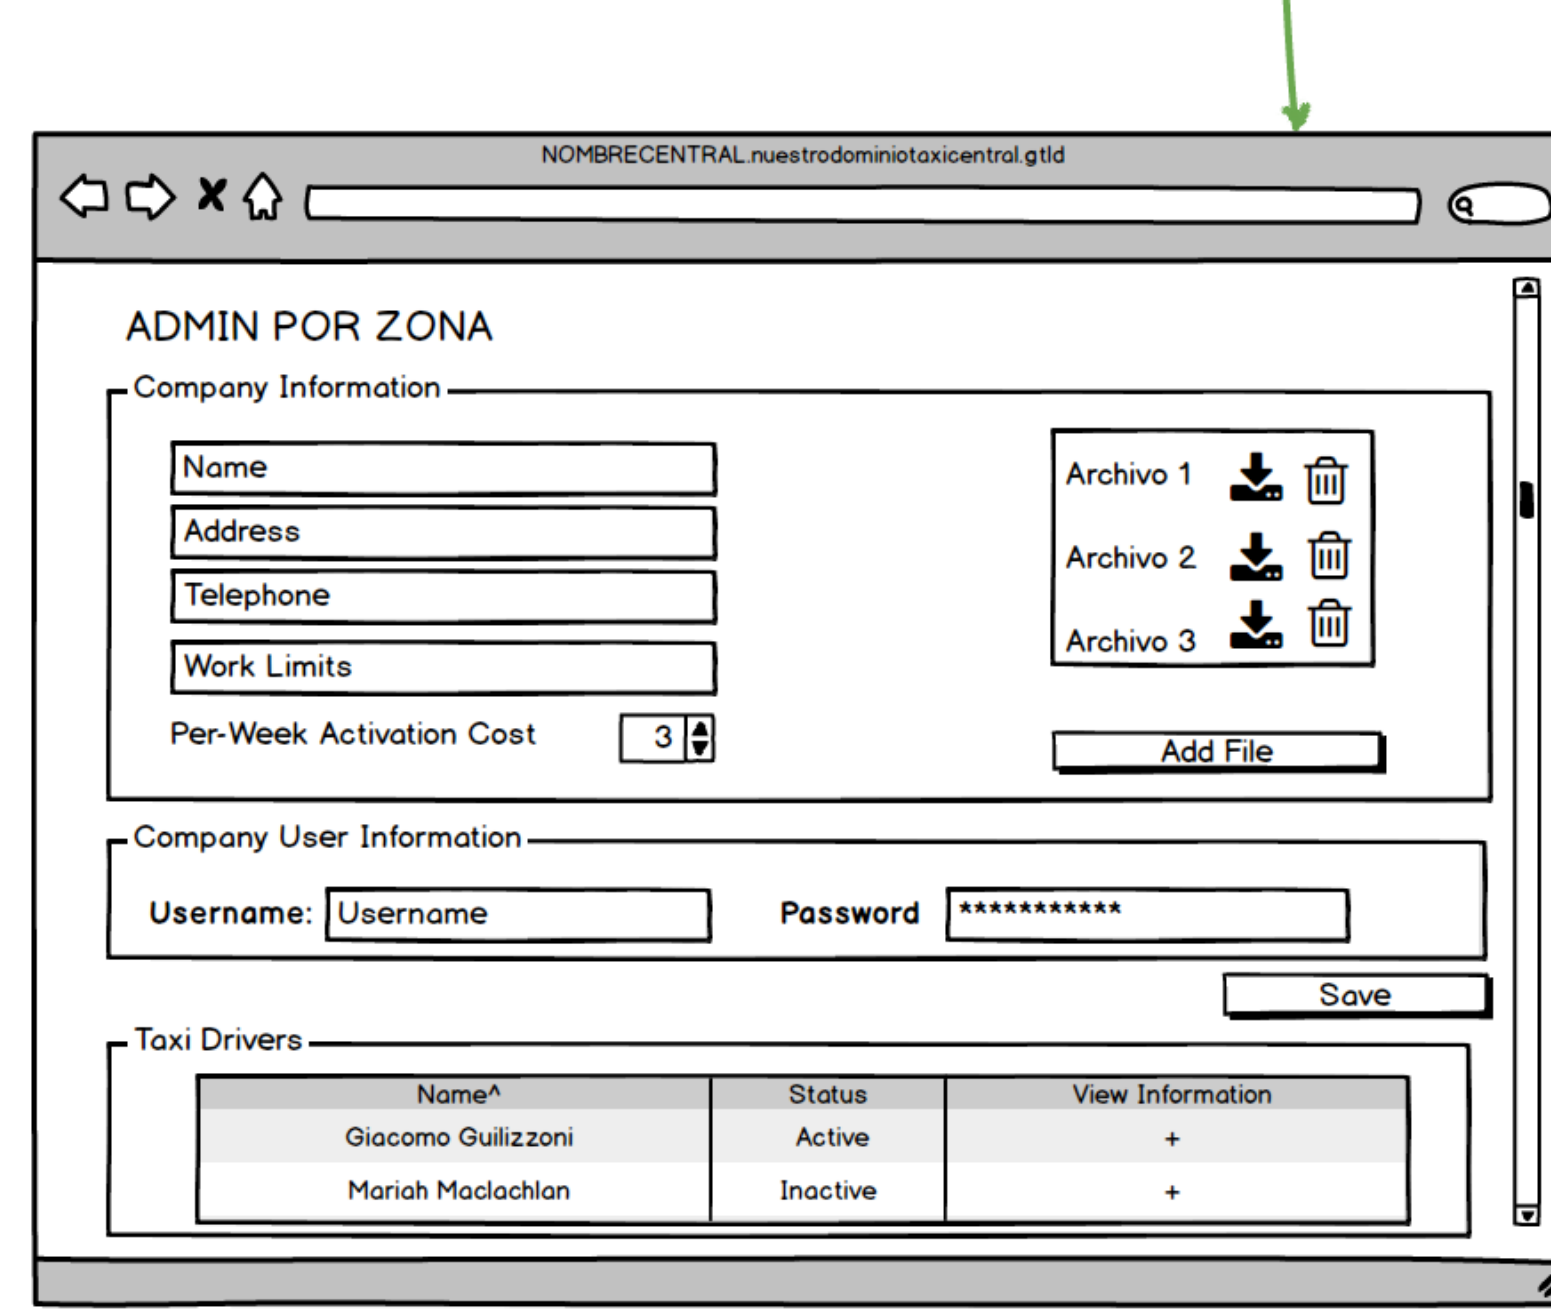 NOMBRECENTRAL.nuestrodominiotaxicentral.gtld
ADMIN POR ZONA
Company Information
Name
Address
Telephone
Work Limits
Per-Week Activation Cost 3
Archivo 1
Archivo 2
Archivo 3
Add File
Company User Information
Username: Username Password ***********
Save
Taxi Drivers
Name^ Status View Information
Giacomo Guilizzoni Active +
Mariah Maclachlan Inactive +